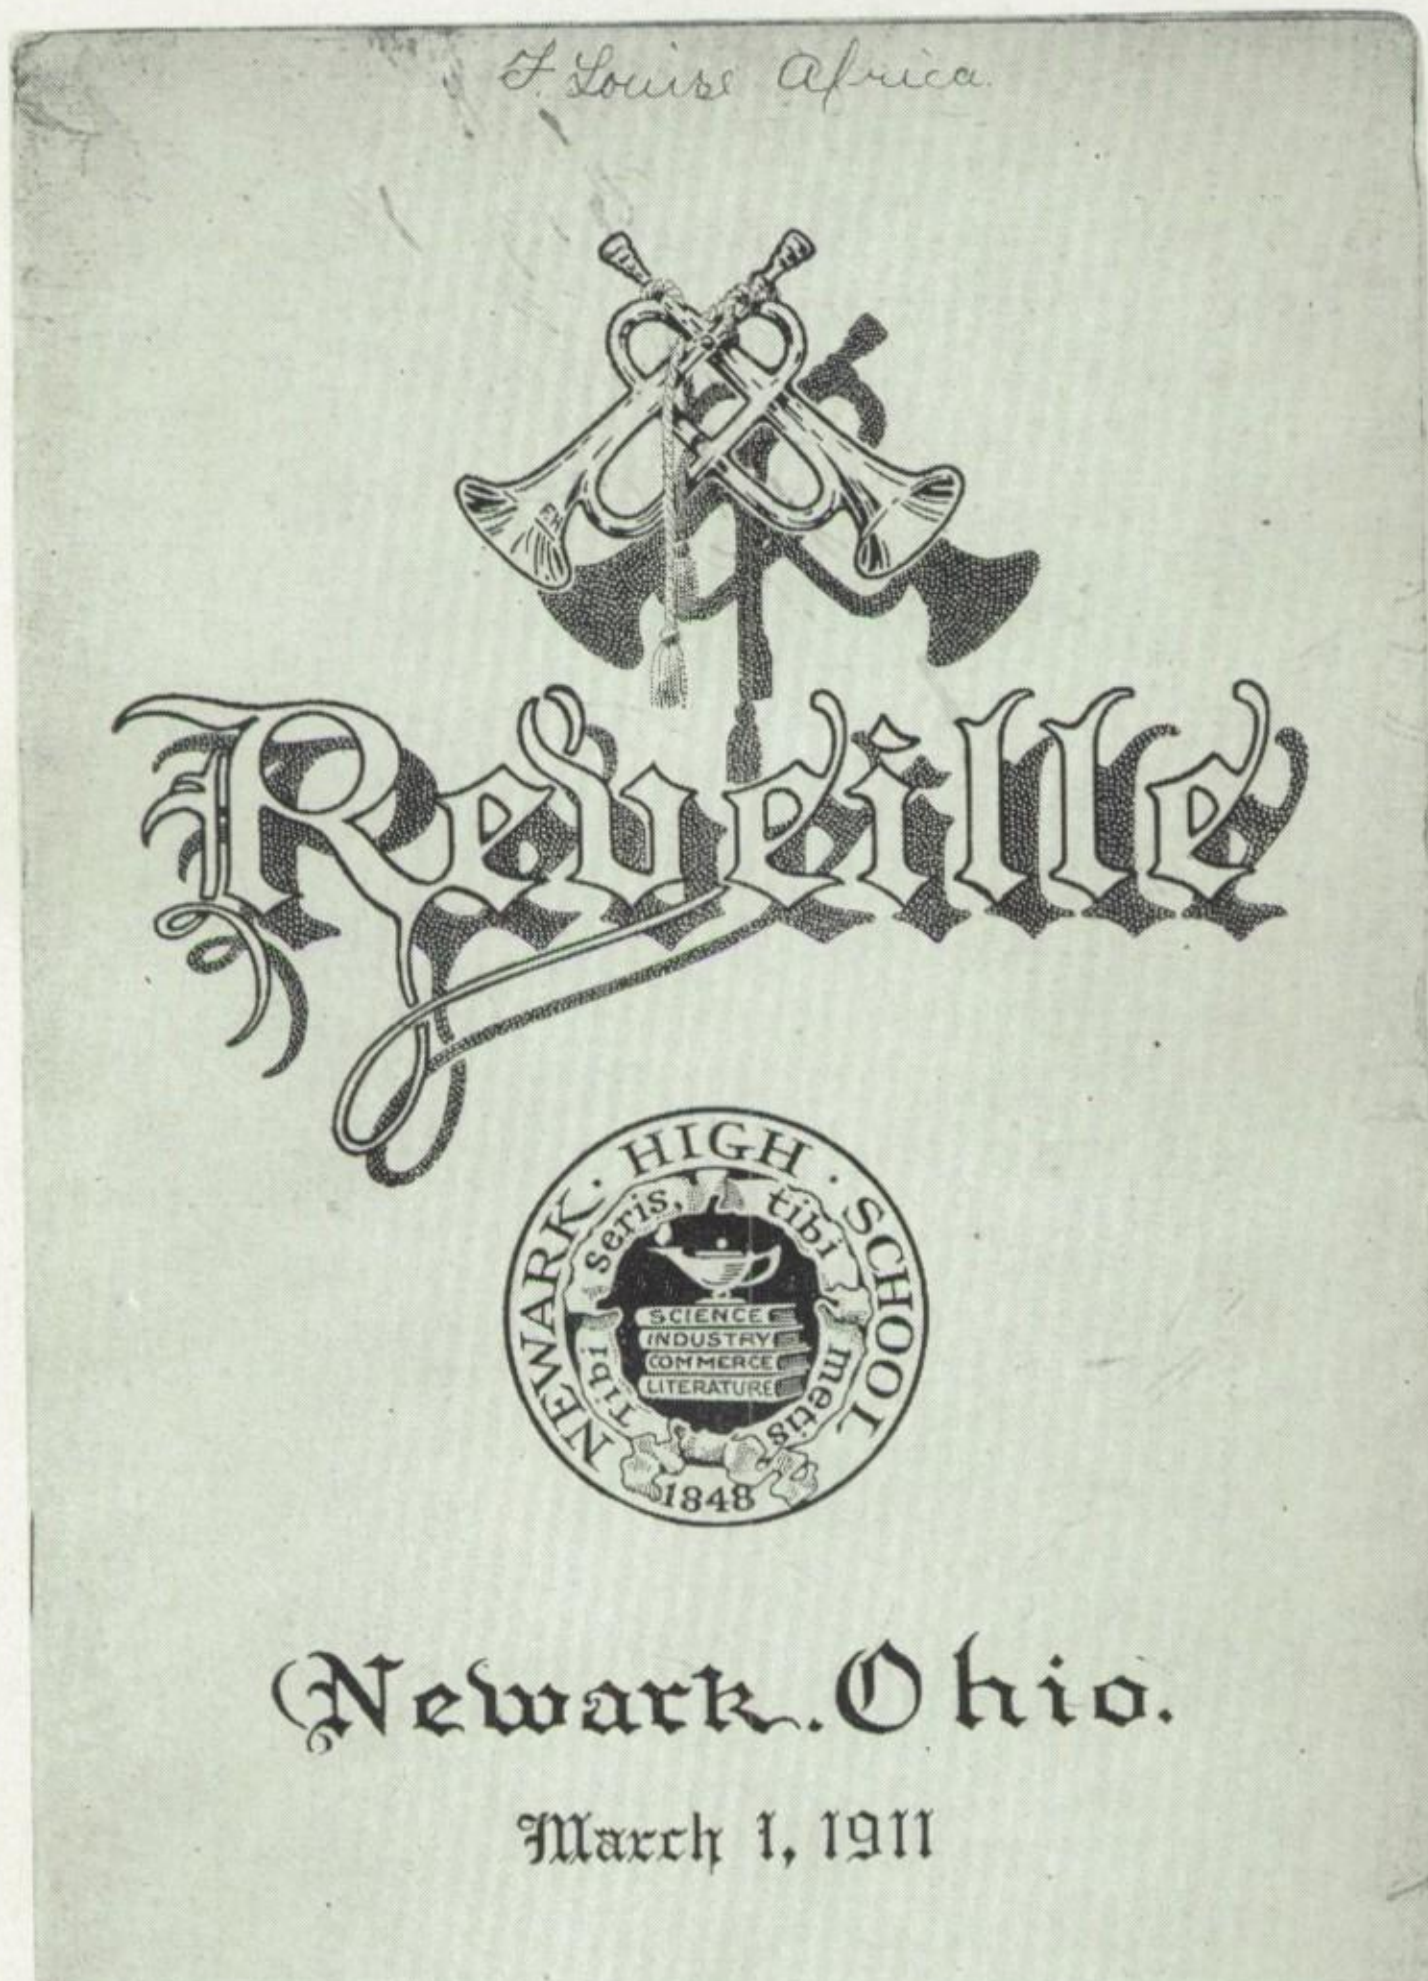 F. Louise Africa.
Reveille
NEWARK · HIGH · SCHOOL
Tibi seris, tibi metis
SCIENCE
INDUSTRY
COMMERCE
LITERATURE
1848
Newark. Ohio.
March 1, 1911